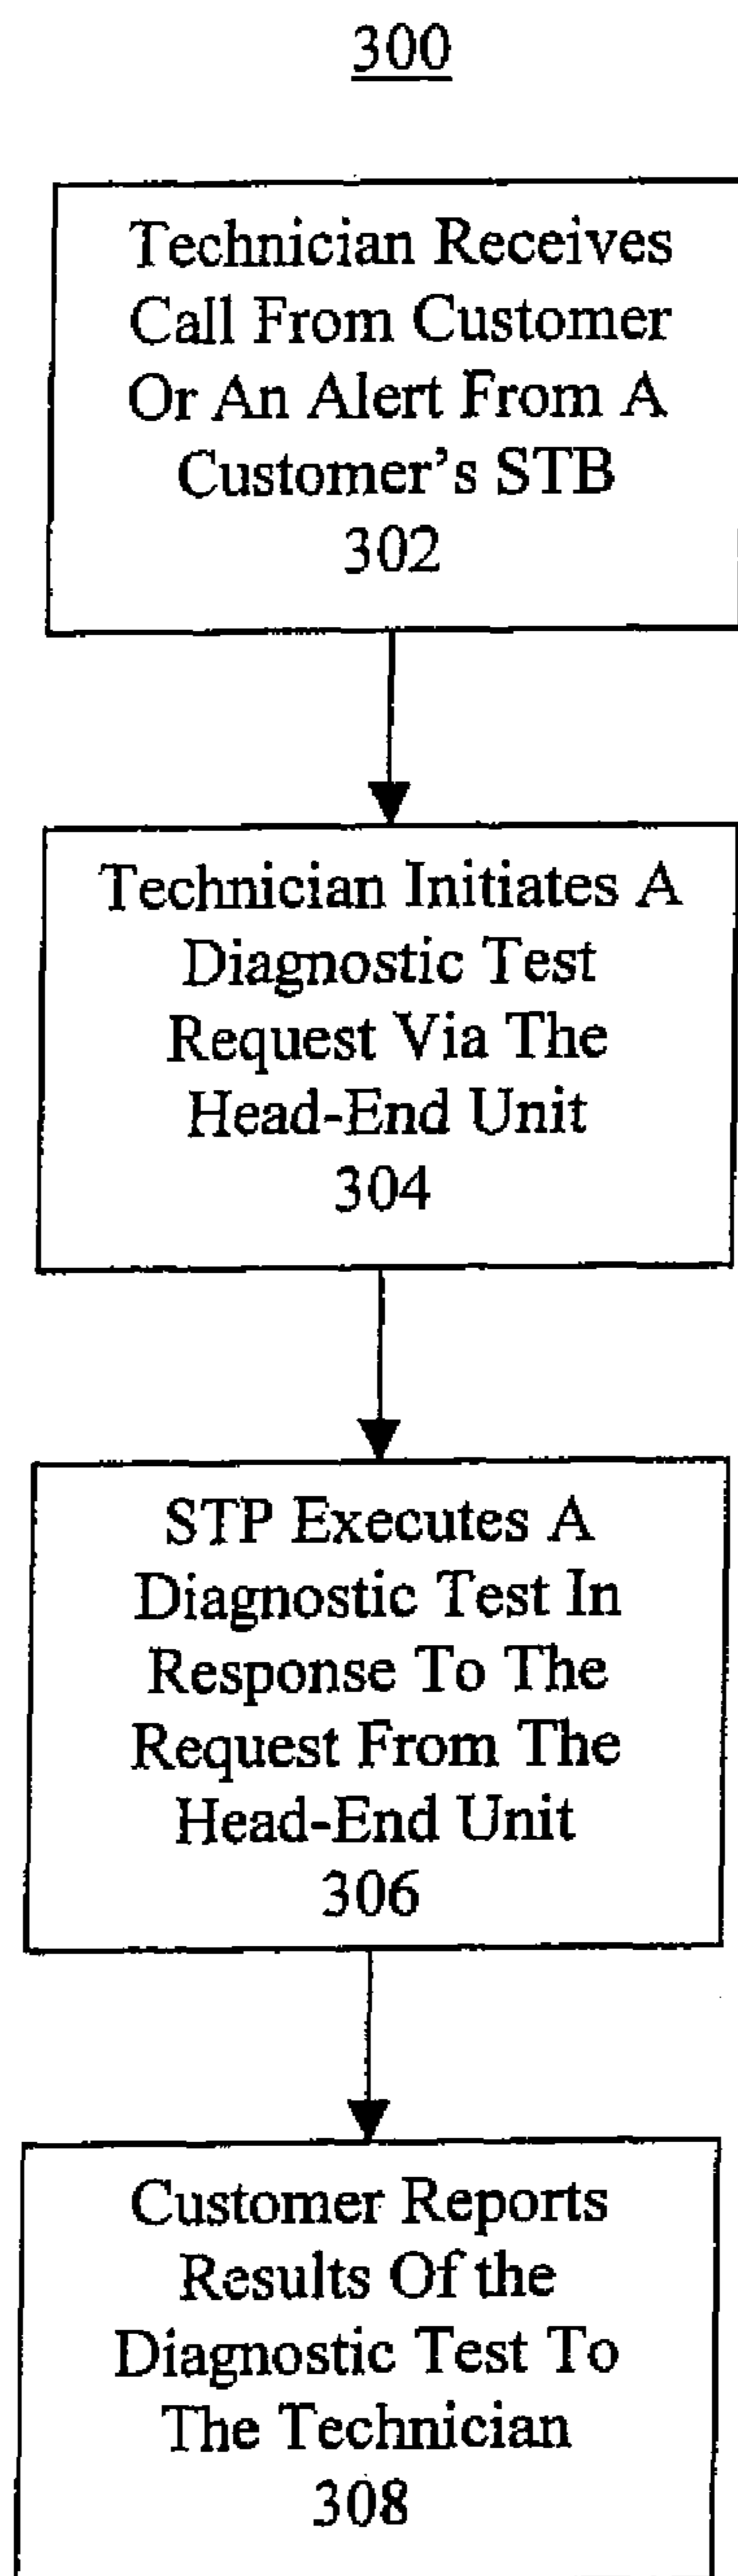 300
Technician Receives
Call From Customer
Or An Alert From A
Customer's STB
302
Technician Initiates A
Diagnostic Test
Request Via The
Head-End Unit
304
STP Executes A
Diagnostic Test In
Response To The
Request From The
Head-End Unit
306
Customer Reports
Results Of the
Diagnostic Test To
The Technician
308